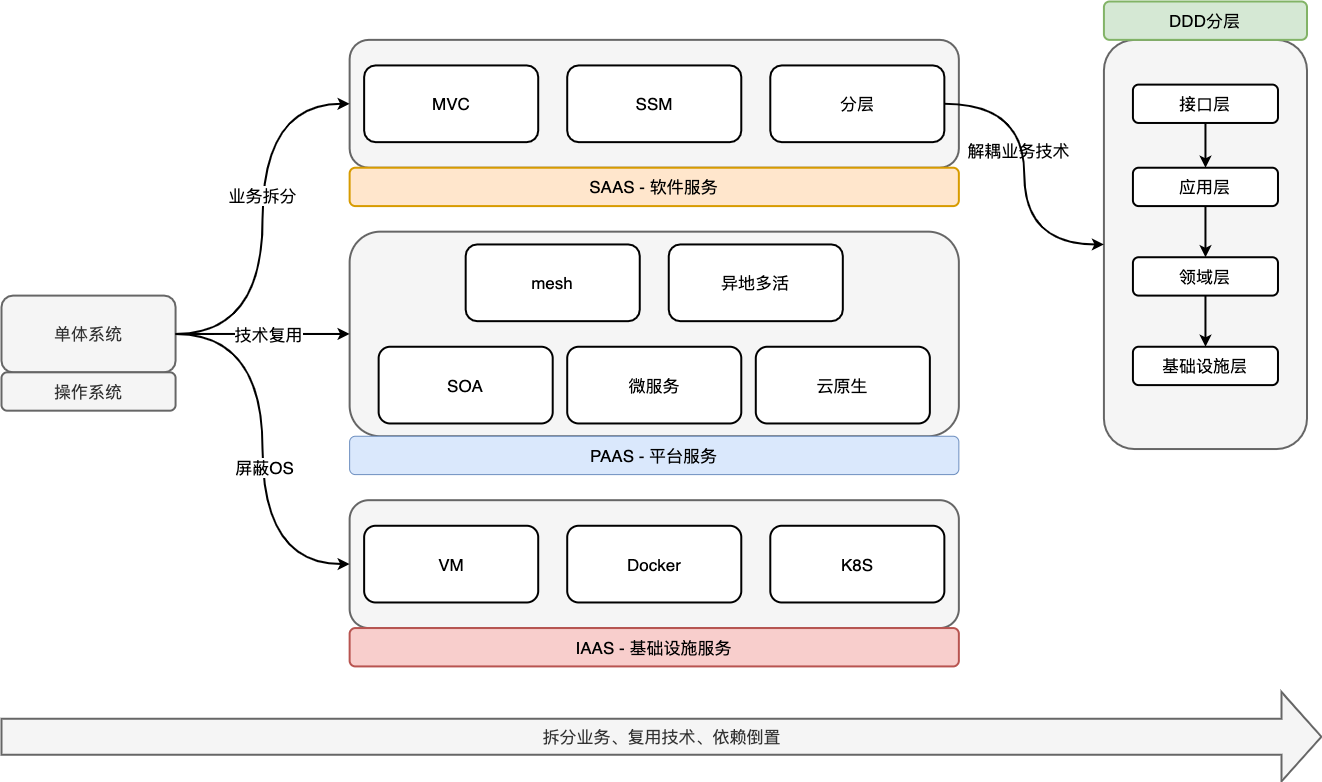 DDD分层
MVC
SSM
分层
接口层
解耦业务技术
SAAS - 软件服务
应用层
业务拆分
mesh
异地多活
领域层
单体系统
技术复用
操作系统
SOA
微服务
云原生
基础设施层
PAAS - 平台服务
屏蔽OS
VM
Docker
K8S
IAAS - 基础设施服务
拆分业务、复用技术、依赖倒置